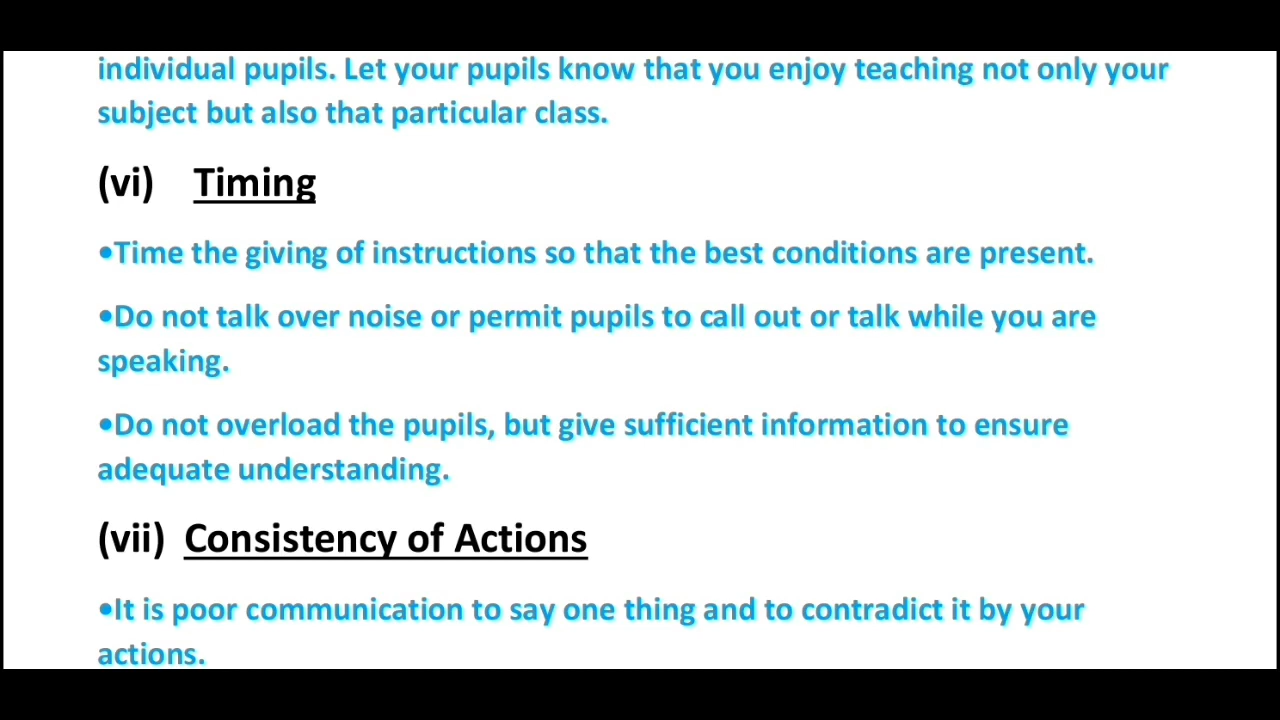 individual pupils. Let your pupils know that you enjoy teaching not only your
subject but also that particular class.
(vi) Timing
•Time the giving of instructions so that the best conditions are present.
•Do not talk over noise or permit pupils to call out or talk while you are
speaking.
•Do not overload the pupils, but give sufficient information to ensure
adequate understanding.
(vii) Consistency of Actions
•It is poor communication to say one thing and to contradict it by your
actions.